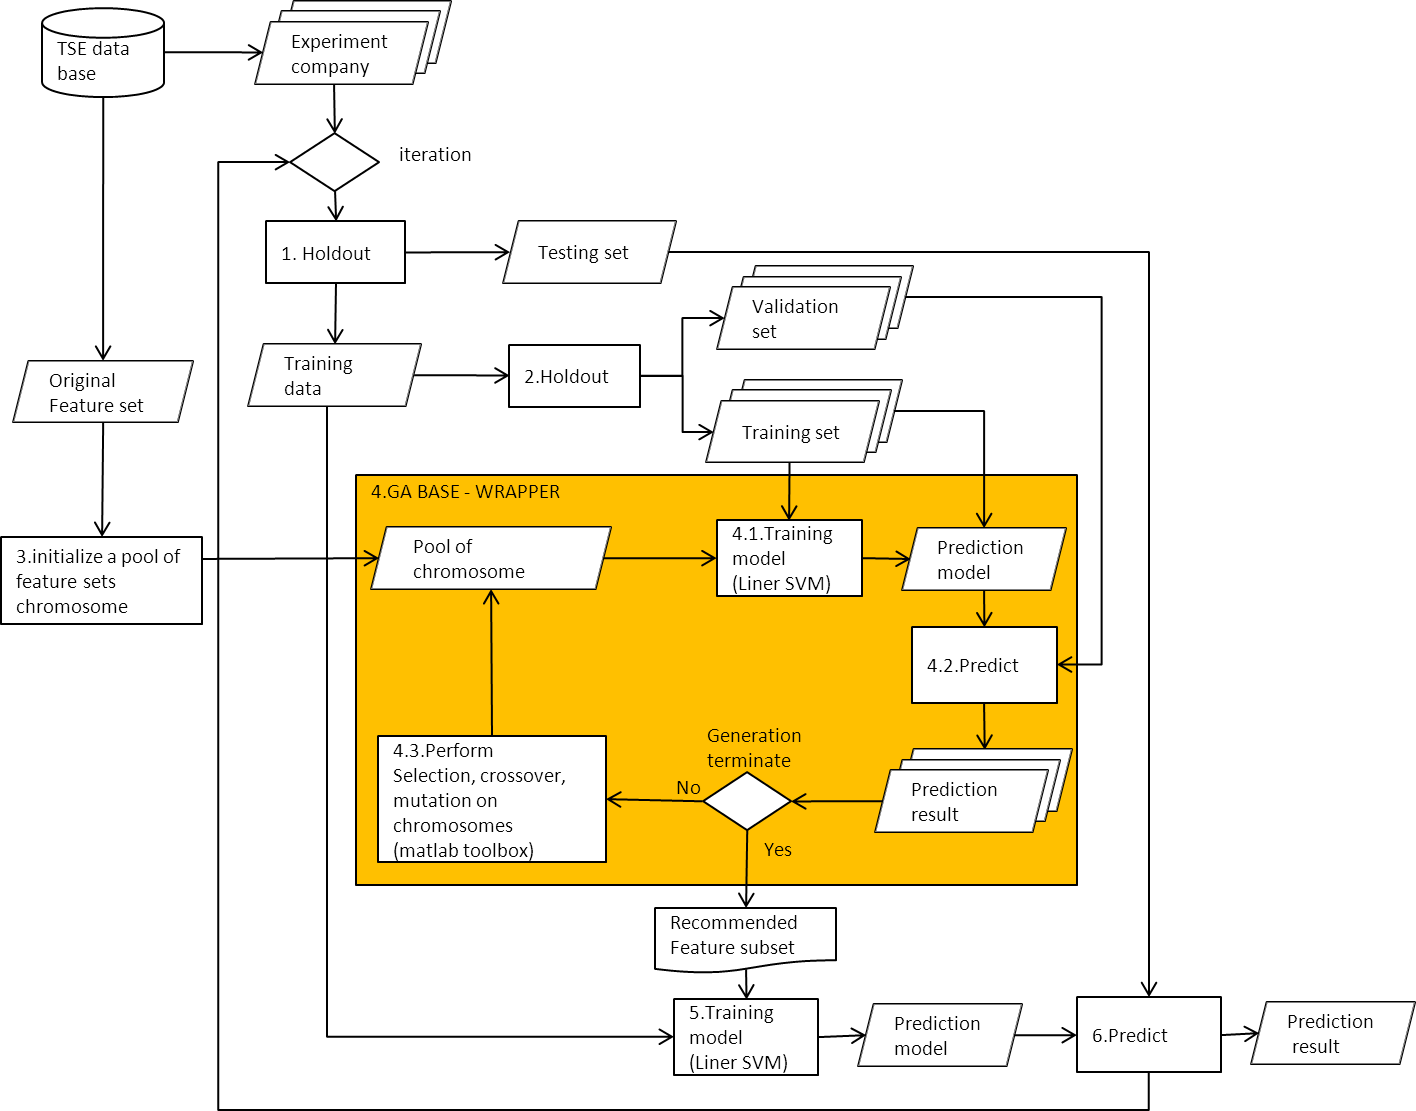 TSE data
base
Experiment
company
iteration
1. Holdout
Testing set
Validation
set
Training
data
2.Holdout
Original
Feature set
Training set
4.GA BASE - WRAPPER
3.initialize a pool of
feature sets
chromosome
Pool of
chromosome
4.1.Training
model
(Liner SVM)
Prediction
model
4.2.Predict
Generation
terminate
4.3.Perform
Selection, crossover,
mutation on
chromosomes
(matlab toolbox)
No
Prediction
result
Yes
Recommended
Feature subset
5.Training
model
(Liner SVM)
Prediction
model
6.Predict
Prediction
result